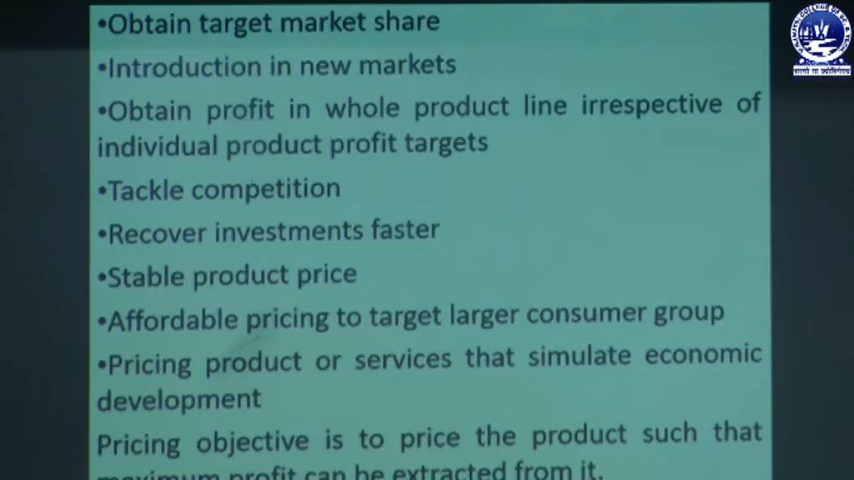 •Obtain target market share
•Introduction in new markets
•Obtain profit in whole product line irrespective of
individual product profit targets
•Tackle competition
•Recover investments faster
•Stable product price
•Affordable pricing to target larger consumer group
•Pricing product or services that simulate economic
development
Pricing objective is to price the product such that
maximum profit can be extracted from it.